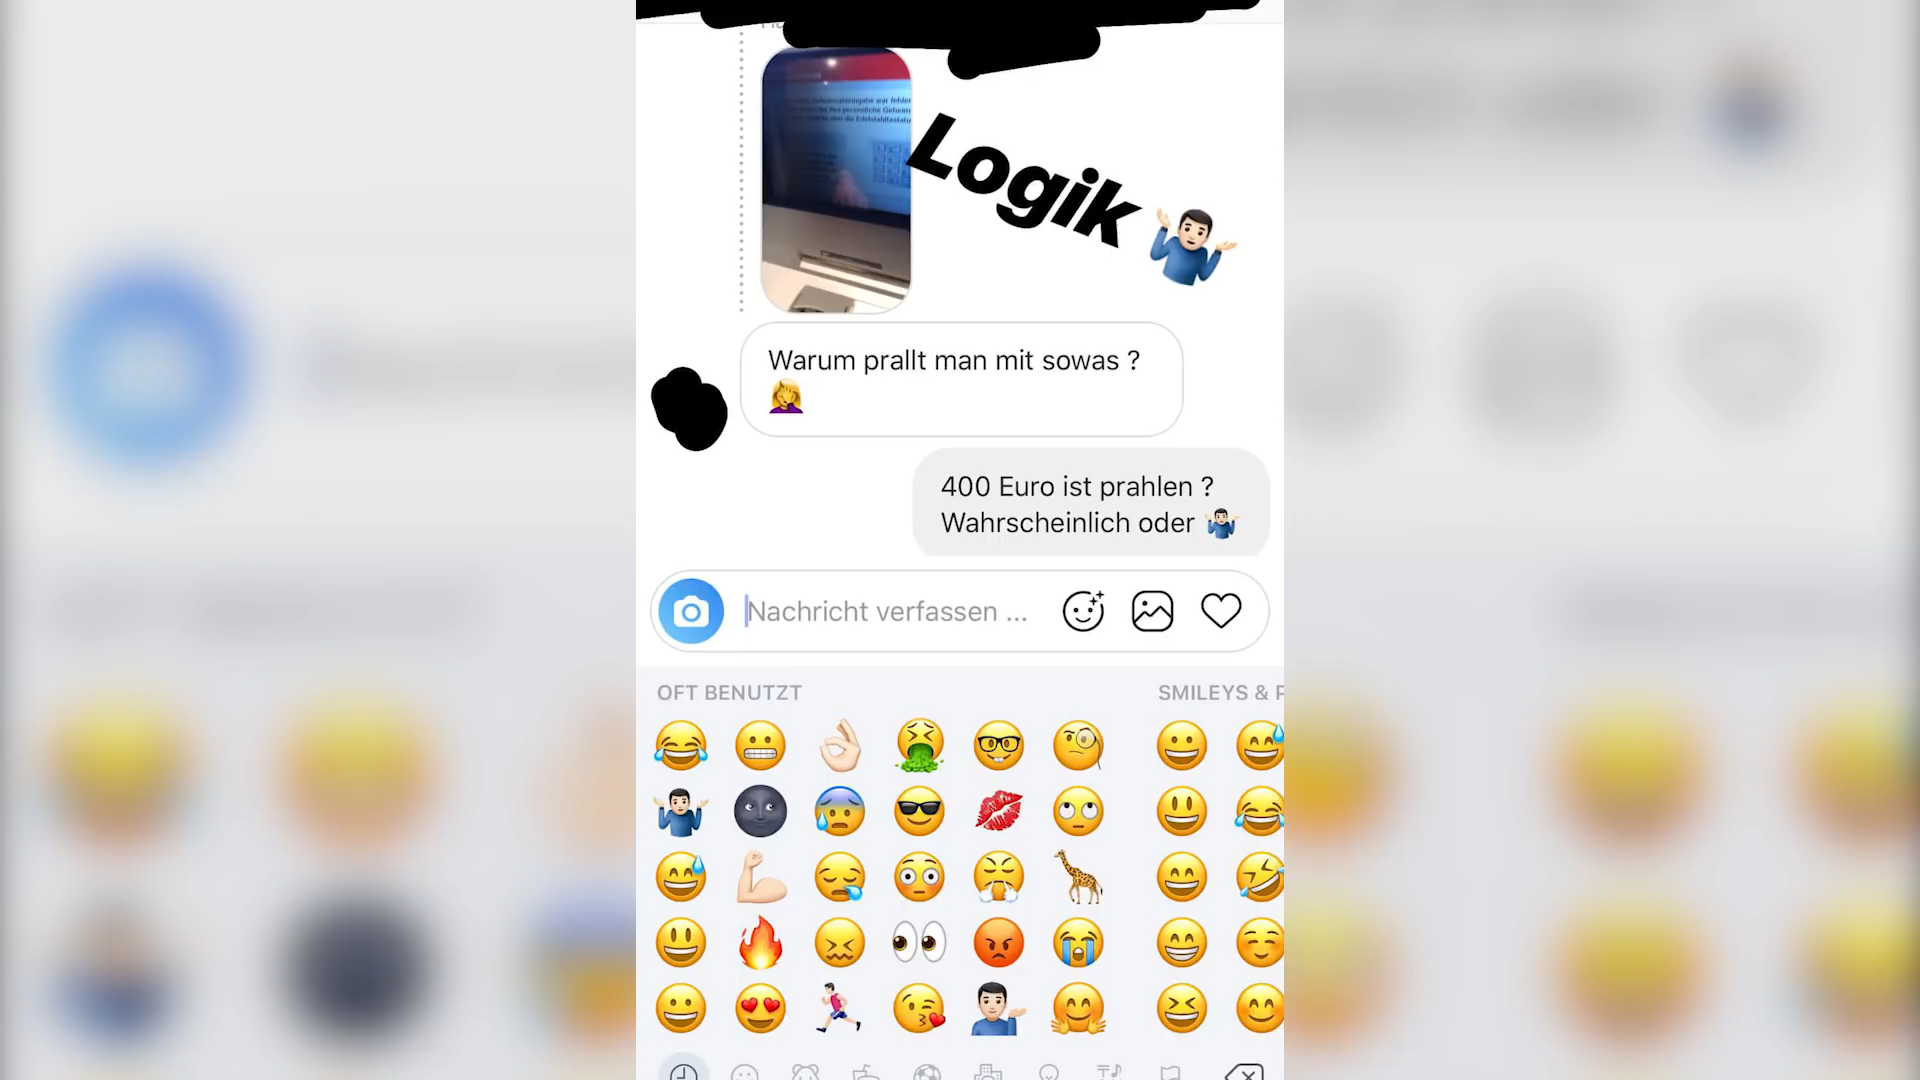 Logik
Warum prallt man mit sowas ?
400 Euro ist prahlen ?
Wahrscheinlich oder
Nachricht verfassen ...
OFT BENUTZT
SMILEYS & P